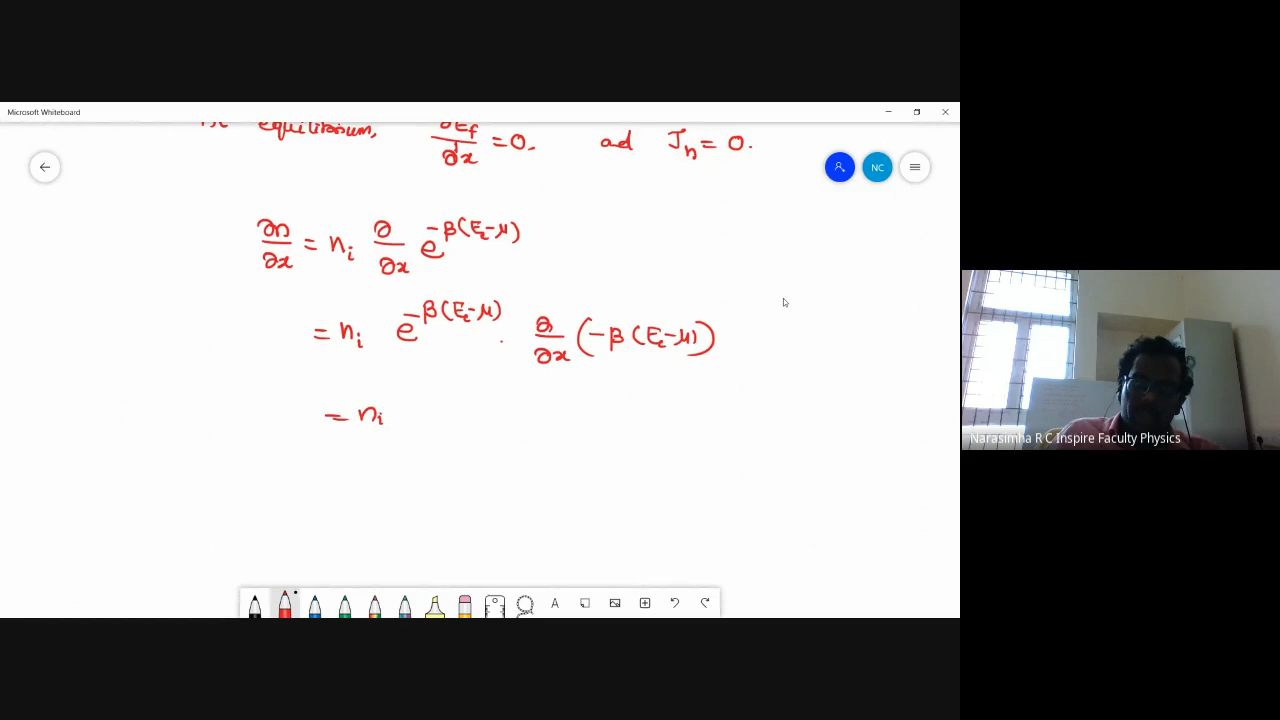 Microsoft Whiteboard
equilibrium, ∂E_f/∂x = 0. ad J_n = 0.
NC
∂n/∂x = n_i ∂/∂x e^{-β(E_i-μ)}
= n_i e^{-β(E_i-μ)} . ∂/∂x (-β(E_i-μ))
= n_i
Narasimha R C Inspire Faculty Physics
A